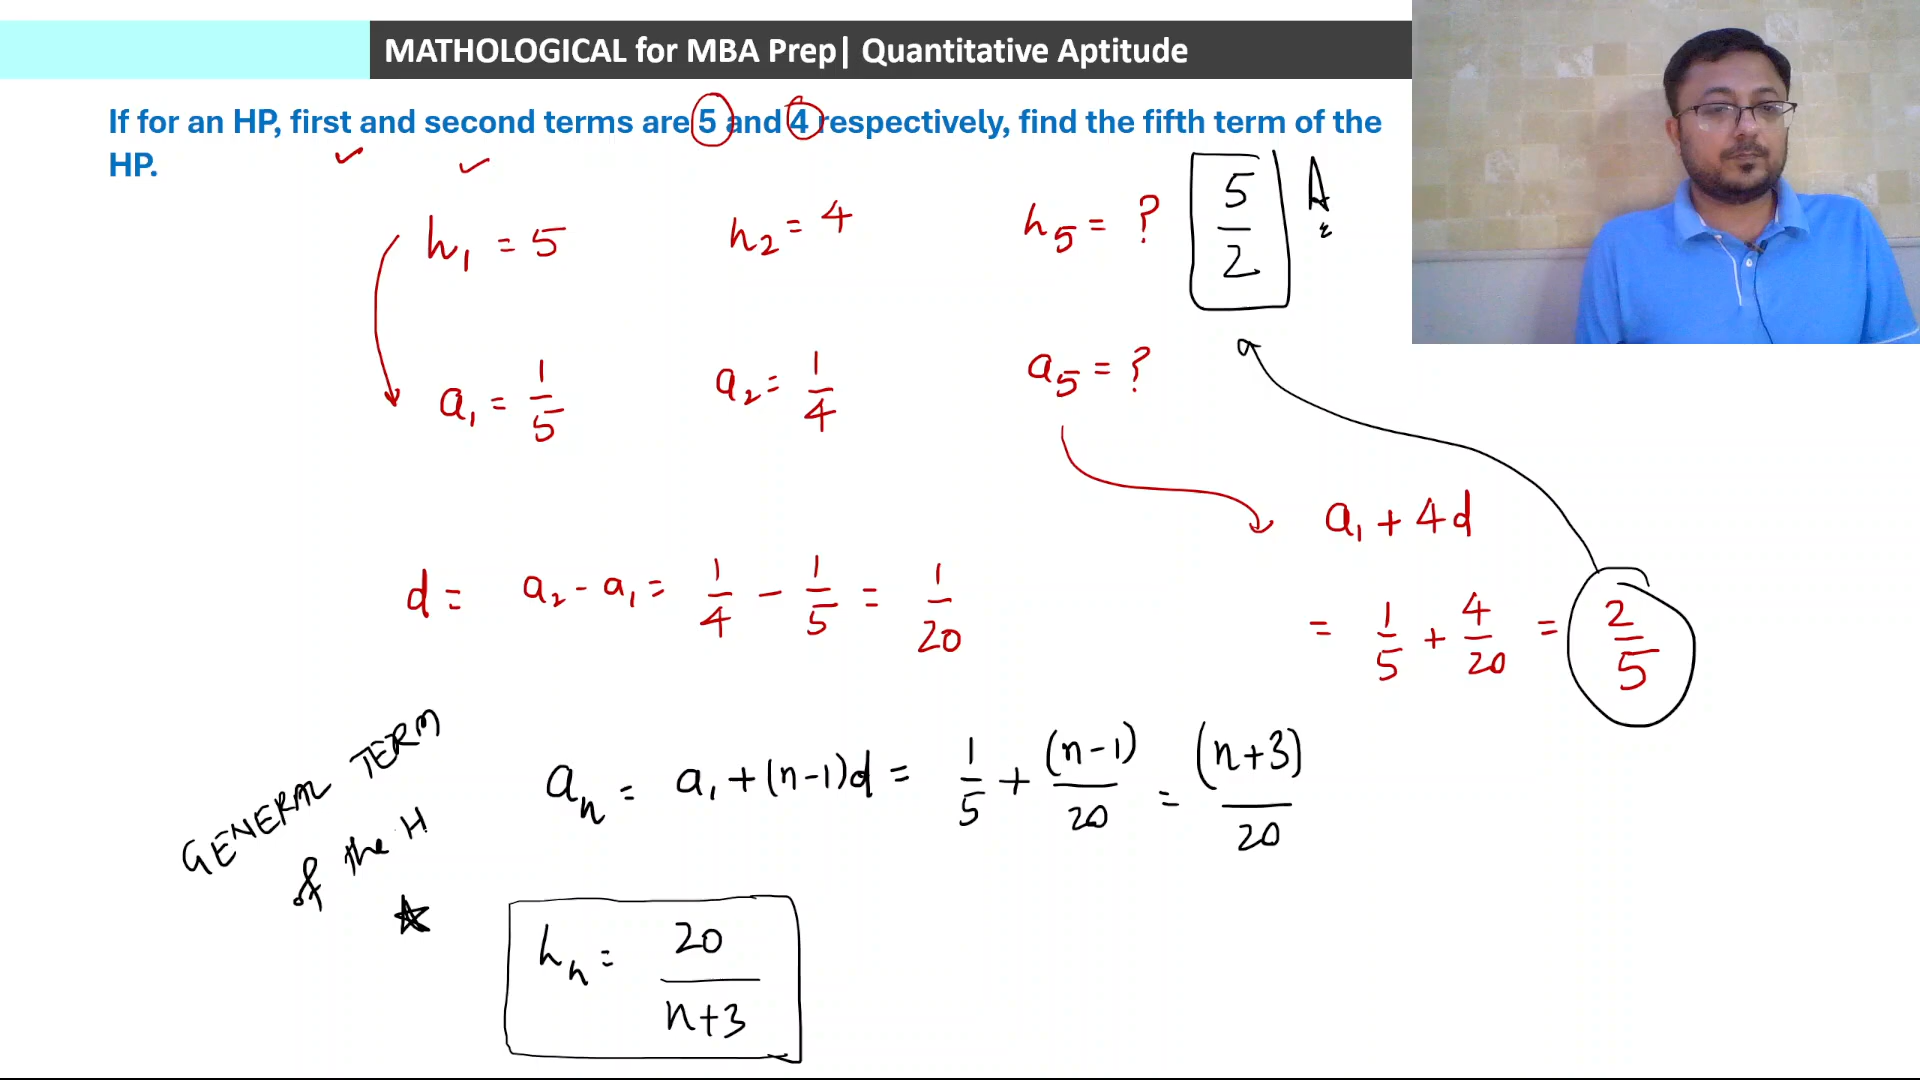 MATHOLOGICAL for MBA Prep| Quantitative Aptitude
If for an HP, first and second terms are 5 and 4 respectively, find the fifth term of the
HP.
h₁ = 5 h₂ = 4 h₅ = ? 5/2 A
a₁ = 1/5 a₂ = 1/4 a₅ = ?
a₁ + 4d
d = a₂ - a₁ = 1/4 - 1/5 = 1/20
= 1/5 + 4/20 = 2/5
GENERAL TERM
of the H
aₙ = a₁ + (n-1)d = 1/5 + (n-1)/20 = (n+3)/20
hₙ = 20/n+3